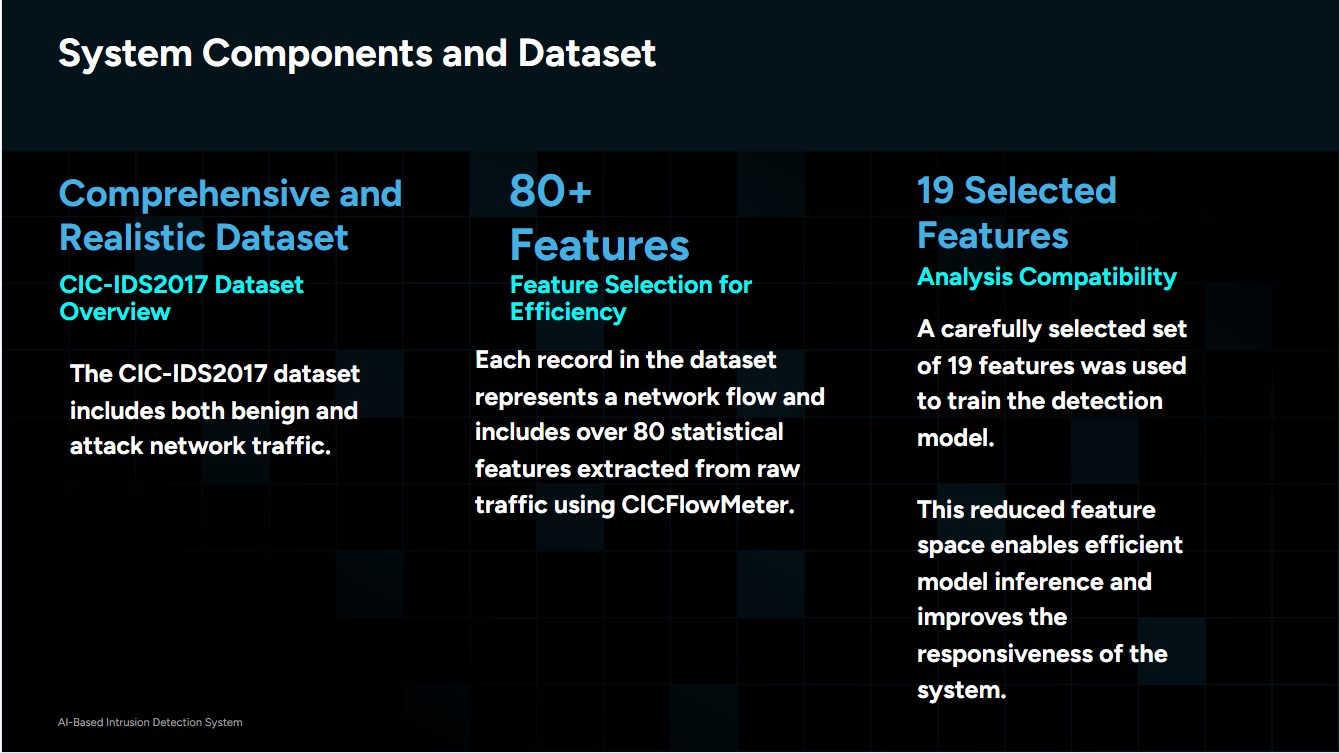 System Components and Dataset
Comprehensive and
Realistic Dataset
CIC-IDS2017 Dataset
Overview
The CIC-IDS2017 dataset
includes both benign and
attack network traffic.
80+
Features
Feature Selection for
Efficiency
Each record in the dataset
represents a network flow and
includes over 80 statistical
features extracted from raw
traffic using CICFlowMeter.
19 Selected
Features
Analysis Compatibility
A carefully selected set
of 19 features was used
to train the detection
model.
This reduced feature
space enables efficient
model inference and
improves the
responsiveness of the
system.
AI-Based Intrusion Detection System